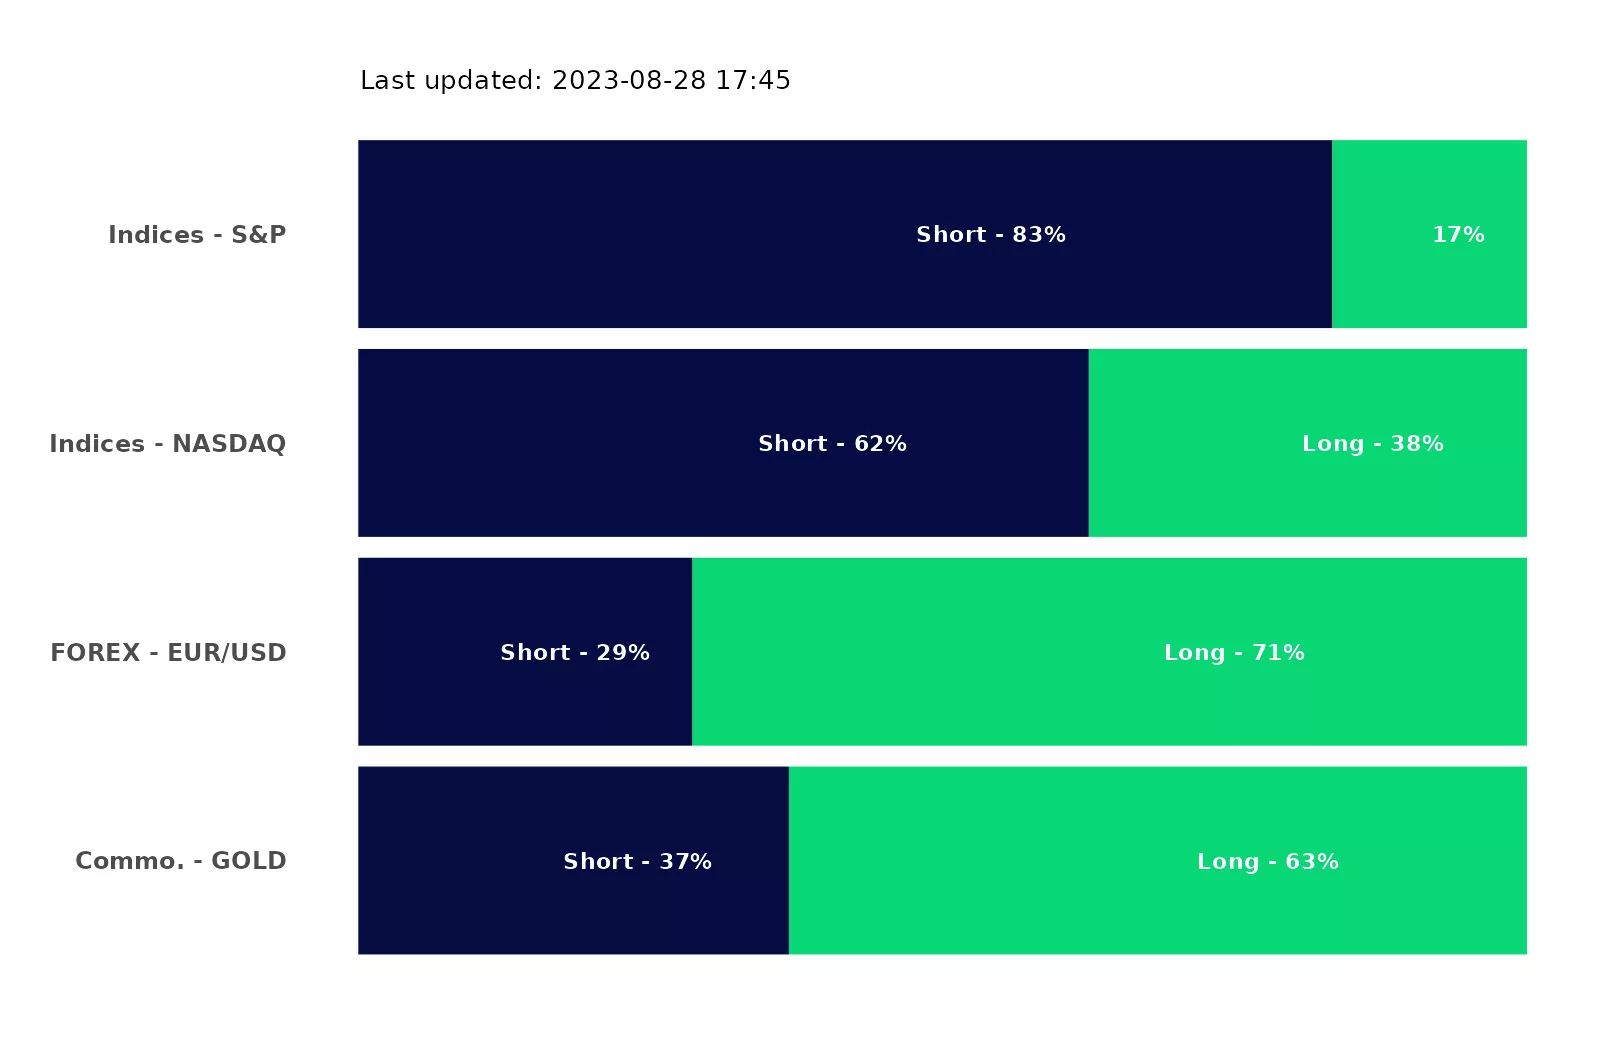 Last updated: 2023-08-28 17:45
Indices - S&P
Short - 83%
17%
Indices - NASDAQ
Short - 62%
Long - 38%
FOREX - EUR/USD
Short - 29%
Long - 71%
Commo. - GOLD
Short - 37%
Long - 63%